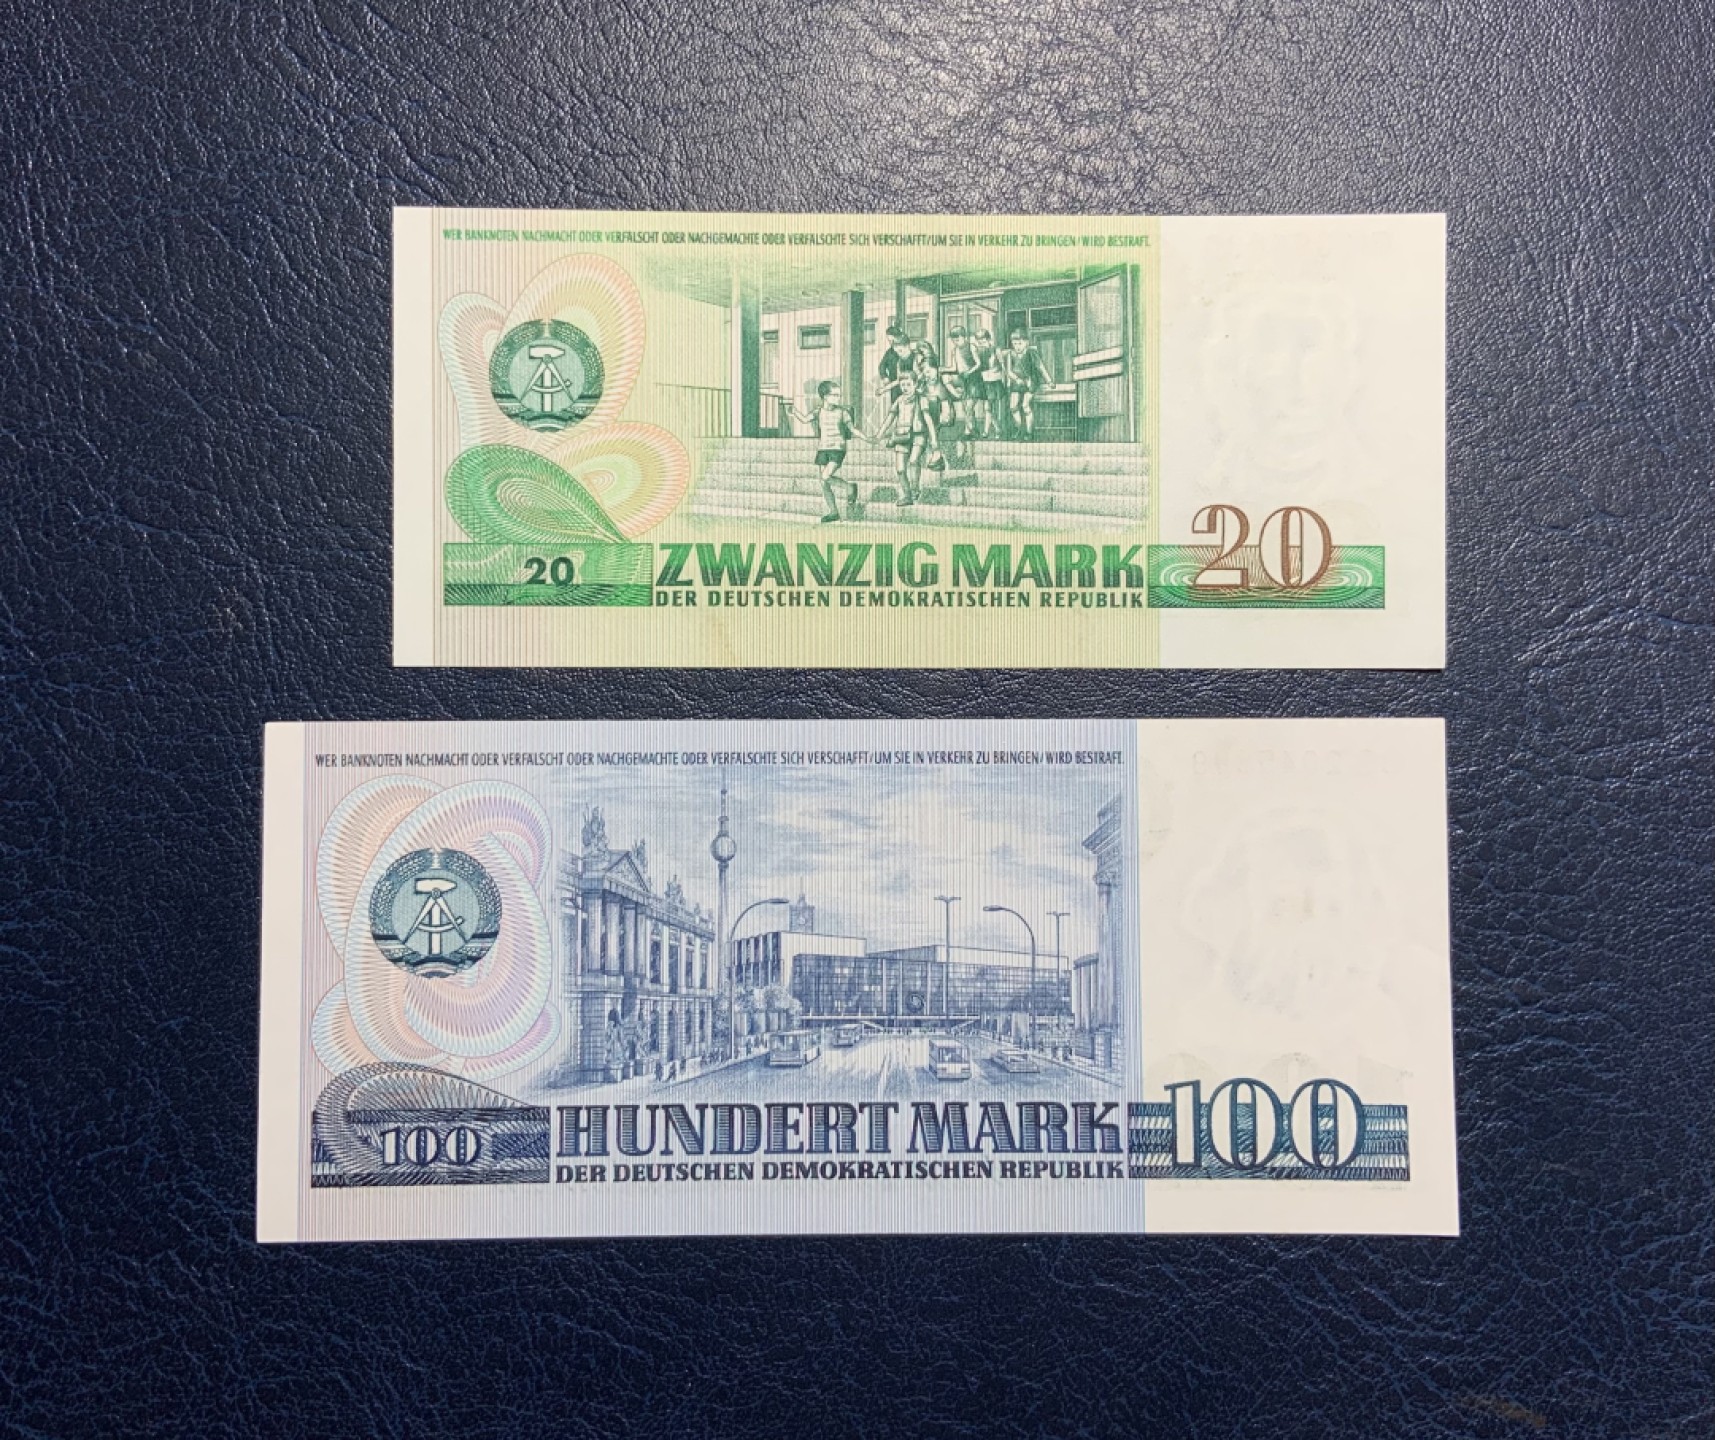 WER BANKNOTEN NACHMACHT ODER VERFÄLSCHT ODER NACHGEMACHTE ODER VERFÄLSCHTE SICH VERSCHAFFT/UM SIE IN VERKEHR ZU BRINGEN/WIRD BESTRAFT.
20
ZWANZIG MARK
DER DEUTSCHEN DEMOKRATISCHEN REPUBLIK
20
WER BANKNOTEN NACHMACHT ODER VERFÄLSCHT ODER NACHGEMACHTE ODER VERFÄLSCHTE SICH VERSCHAFFT/UM SIE IN VERKEHR ZU BRINGEN/WIRD BESTRAFT.
100
HUNDERT MARK
DER DEUTSCHEN DEMOKRATISCHEN REPUBLIK
100